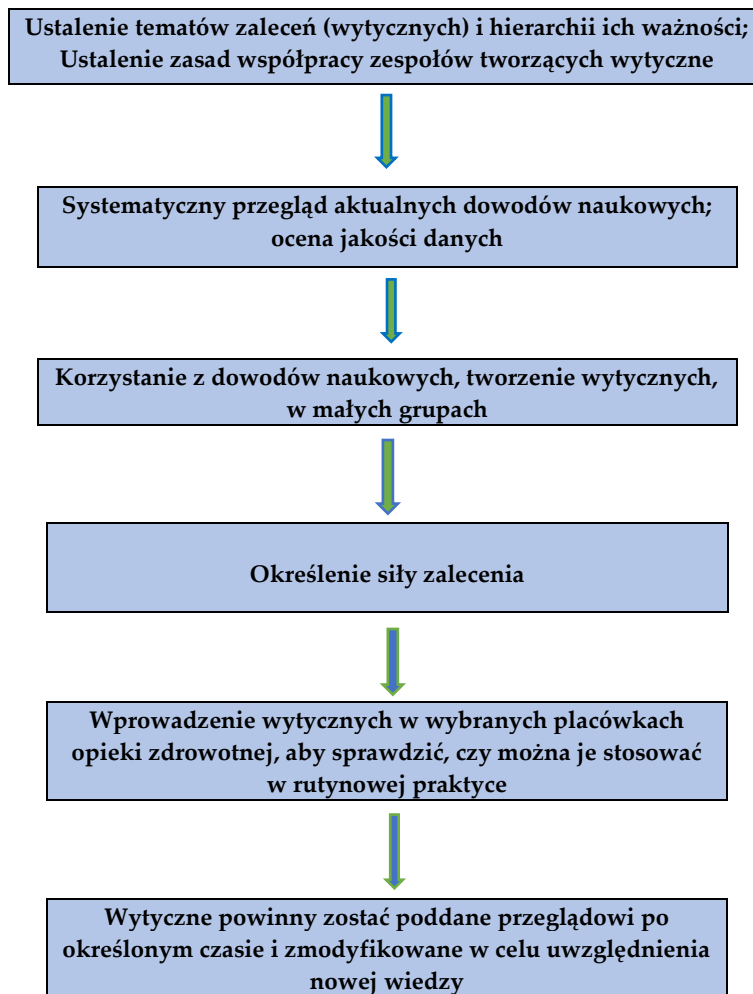 Ustalenie tematów zaleceń (wytycznych) i hierarchii ich ważności;
Ustalenie zasad współpracy zespołów tworzących wytyczne
Systematyczny przegląd aktualnych dowodów naukowych;
ocena jakości danych
Korzystanie z dowodów naukowych, tworzenie wytycznych,
w małych grupach
Określenie siły zalecenia
Wprowadzenie wytycznych w wybranych placówkach
opieki zdrowotnej, aby sprawdzić, czy można je stosować
w rutynowej praktyce
Wytyczne powinny zostać poddane przeglądowi po
określonym czasie i zmodyfikowane w celu uwzględnienia
nowej wiedzy